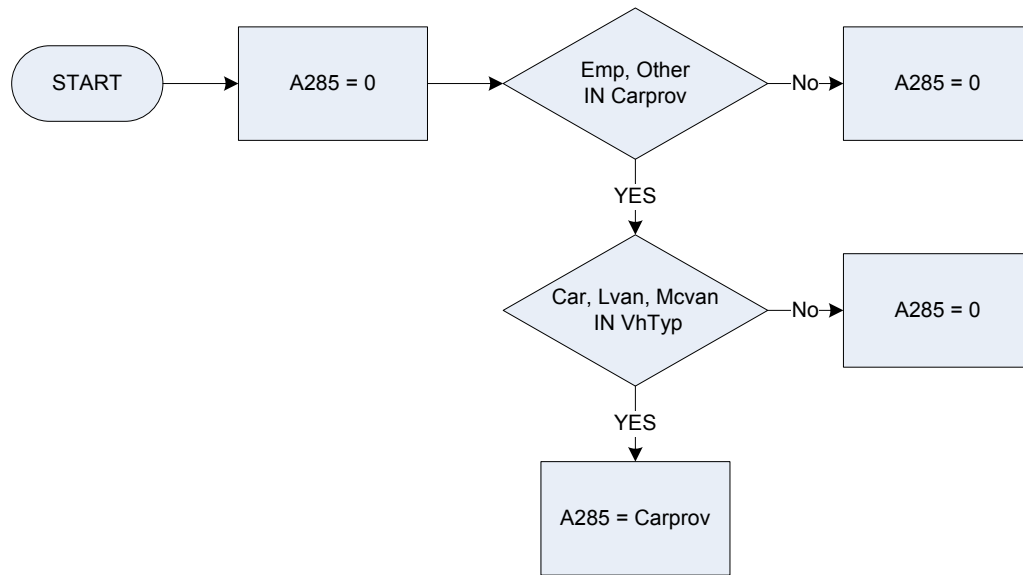 START
A285 = 0
Emp, Other
IN Carprov
No
A285 = 0
YES
Car, Lvan, Mcvan
IN VhTyp
No
A285 = 0
YES
A285 = Carprov